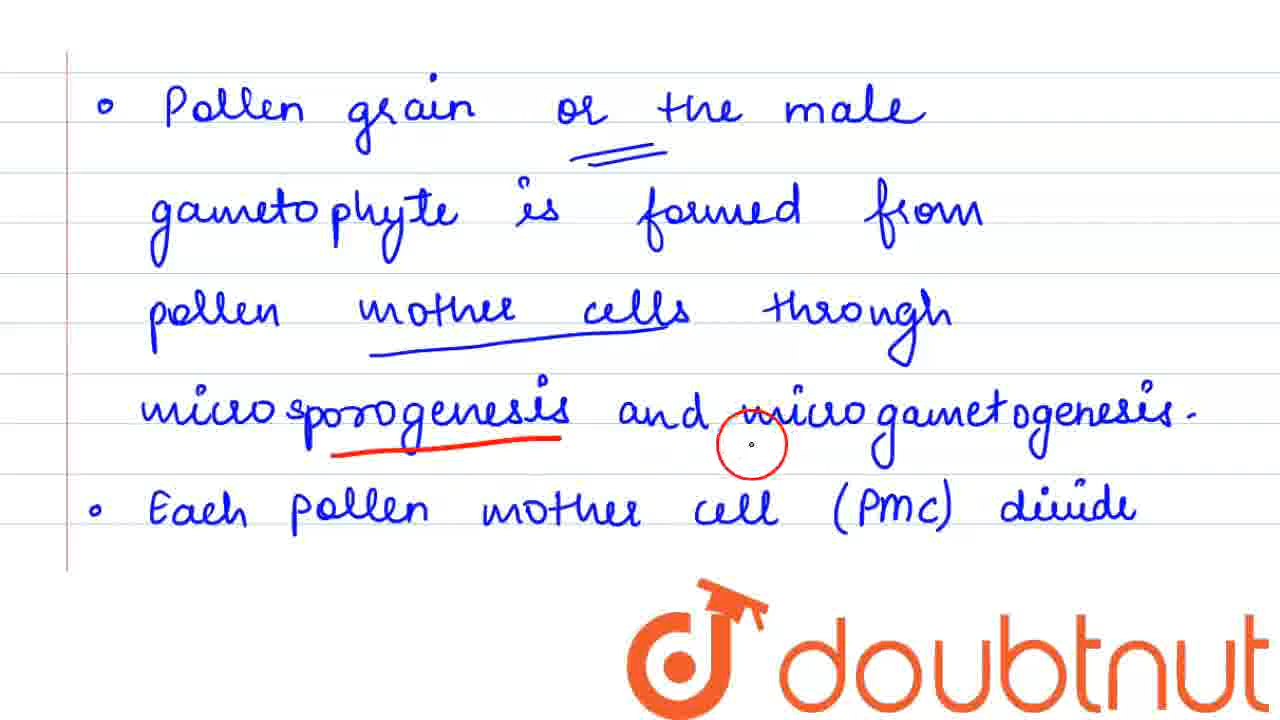 Pollen grain or the male
gametophyte is formed from
pollen mother cells through
microsporogenesis and microgametogenesis.
Each pollen mother cell (PMC) divide
doubtnut